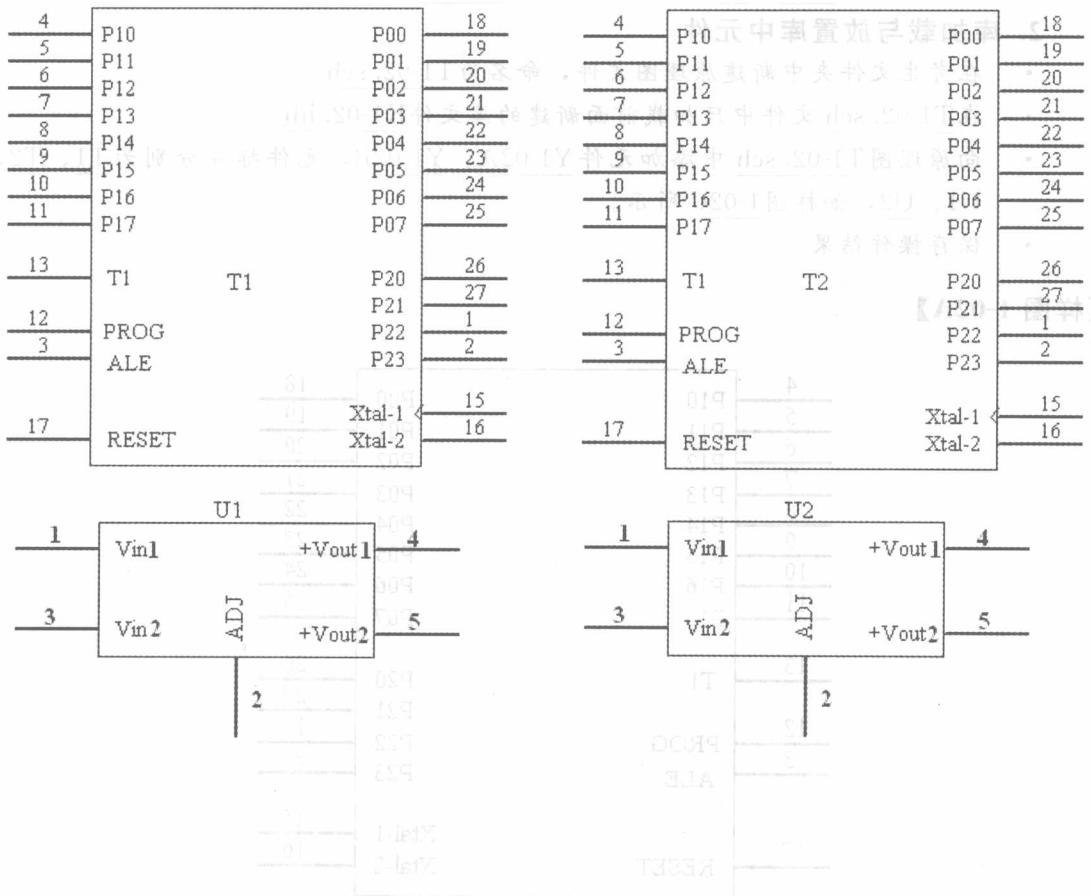 4 P10 P00 18
5 P11 P01 19
6 P12 P02 20
7 P13 P03 21
8 P14 P04 22
9 P15 P05 23
10 P16 P06 24
11 P17 P07 25
13 T1 T1 P20 26
P21 27
12 PROG P22 1
3 ALE P23 2
Xtal-1 15
17 RESET Xtal-2 16
4 P10 P00 18
5 P11 P01 19
6 P12 P02 20
7 P13 P03 21
8 P14 P04 22
9 P15 P05 23
10 P16 P06 24
11 P17 P07 25
13 T1 T2 P20 26
P21 27
12 PROG P22 1
3 ALE P23 2
Xtal-1 15
17 RESET Xtal-2 16
U1
1 Vin1 +Vout1 4
3 Vin2 ADJ +Vout2 5
2
U2
1 Vin1 +Vout1 4
3 Vin2 ADJ +Vout2 5
2